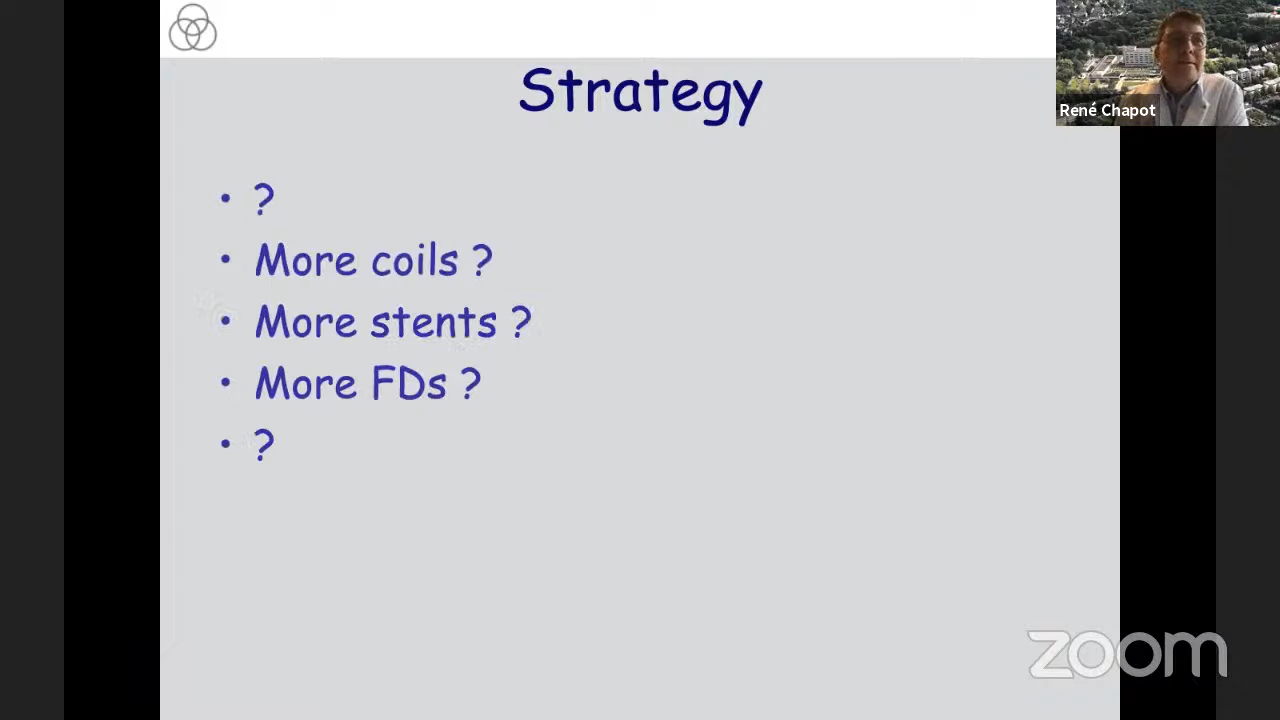 Strategy
René Chapot
• ?
• More coils ?
• More stents ?
• More FDs ?
• ?
zoom